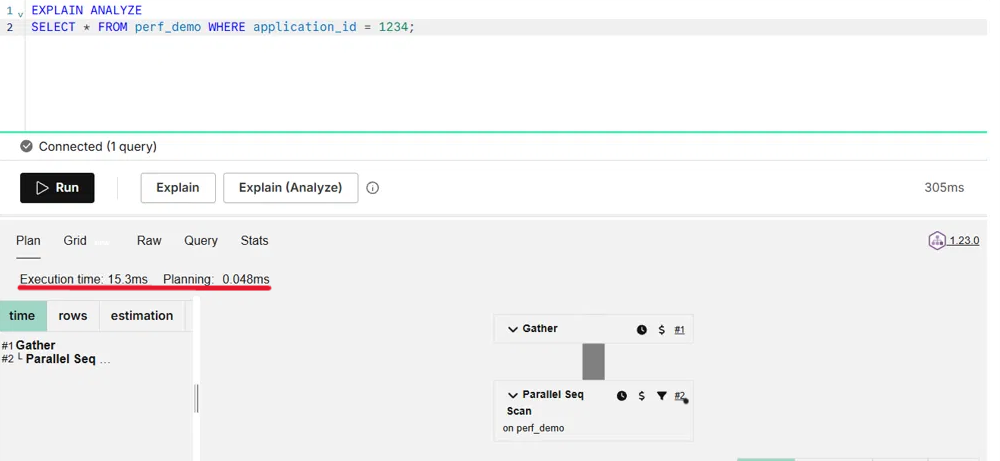 1 EXPLAIN ANALYZE
2 SELECT * FROM perf_demo WHERE application_id = 1234;
Connected (1 query)
Run Explain Explain (Analyze) 305ms
Plan Grid Raw Query Stats 1.23.0
Execution time: 15.3ms Planning: 0.048ms
time rows estimation
#1 Gather
#2 └ Parallel Seq ...
Gather $ #1
Parallel Seq Scan $ #2
on perf_demo